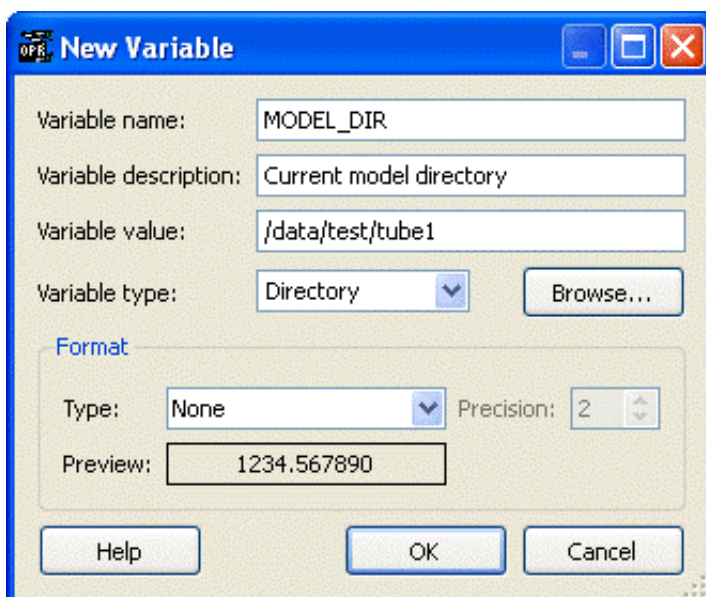 OPR New Variable
Variable name: MODEL_DIR
Variable description: Current model directory
Variable value: /data/test/tube1
Variable type: Directory Browse...
Format
Type: None Precision: 2
Preview: 1234.567890
Help OK Cancel